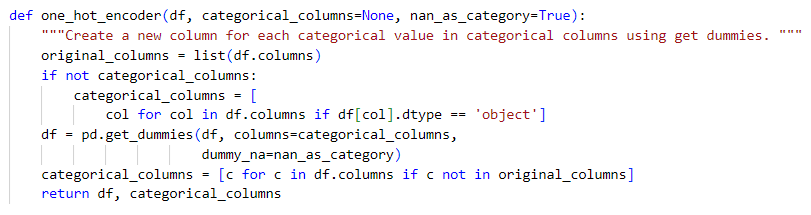 def one_hot_encoder(df, categorical_columns=None, nan_as_category=True):
    """Create a new column for each categorical value in categorical columns using get dummies. """
    original_columns = list(df.columns)
    if not categorical_columns:
        categorical_columns = [
            col for col in df.columns if df[col].dtype == 'object']
    df = pd.get_dummies(df, columns=categorical_columns,
                        dummy_na=nan_as_category)
    categorical_columns = [c for c in df.columns if c not in original_columns]
    return df, categorical_columns